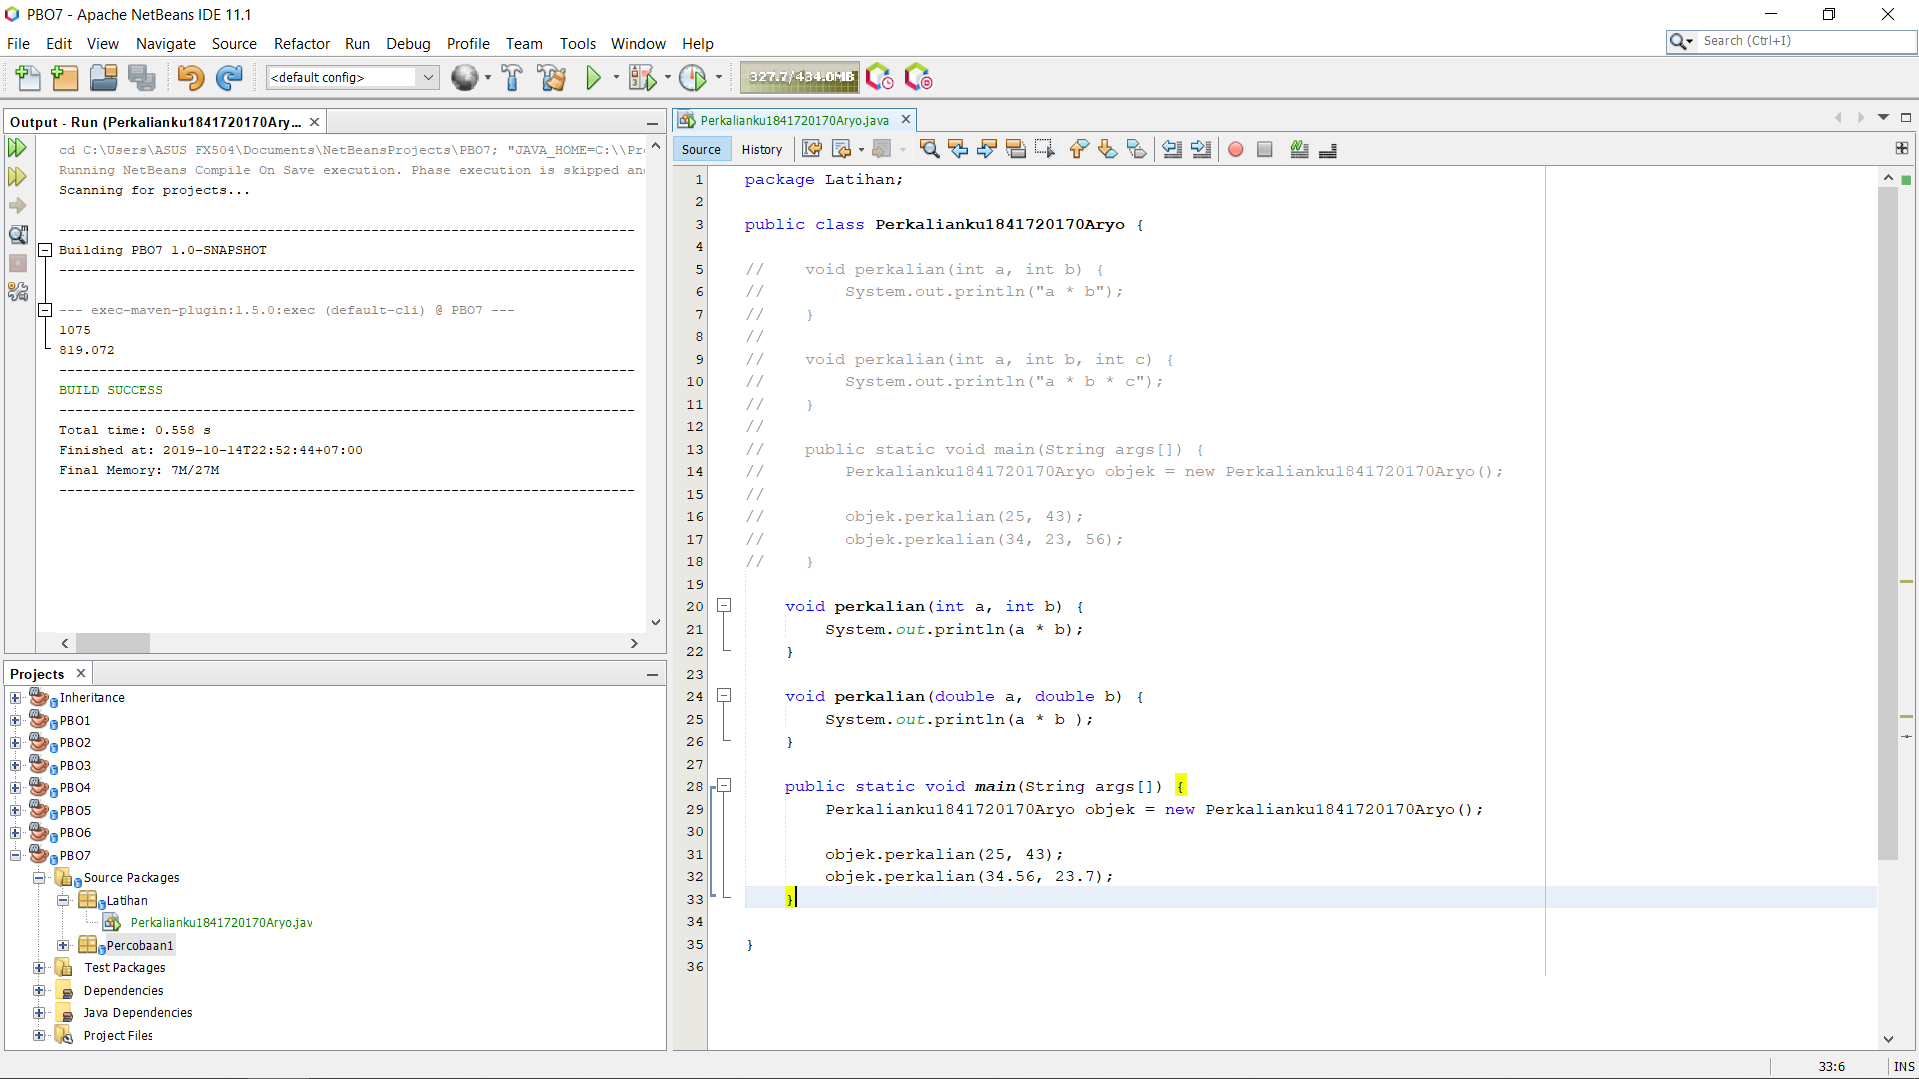 PBO7 - Apache NetBeans IDE 11.1
File Edit View Navigate Source Refactor Run Debug Profile Team Tools Window Help
Search (Ctrl+I)
<default config>
327.7/434.0MB
Output - Run (Perkalianku1841720170Ary...
cd C:\Users\ASUS FX504\Documents\NetBeansProjects\PBO7; "JAVA_HOME=C:\\Pr
Running NetBeans Compile On Save execution. Phase execution is skipped an
Scanning for projects...
------------------------------------------------------------------------
Building PBO7 1.0-SNAPSHOT
------------------------------------------------------------------------
--- exec-maven-plugin:1.5.0:exec (default-cli) @ PBO7 ---
1075
819.072
------------------------------------------------------------------------
BUILD SUCCESS
------------------------------------------------------------------------
Total time: 0.558 s
Finished at: 2019-10-14T22:52:44+07:00
Final Memory: 7M/27M
------------------------------------------------------------------------
Projects
Inheritance
PBO1
PBO2
PBO3
PBO4
PBO5
PBO6
PBO7
Source Packages
Latihan
Perkalianku1841720170Aryo.jav
Percobaan1
Test Packages
Dependencies
Java Dependencies
Project Files
Perkalianku1841720170Aryo.java
Source History
1 package Latihan;
2
3 public class Perkalianku1841720170Aryo {
4
5 //    void perkalian(int a, int b) {
6 //        System.out.println("a * b");
7 //    }
8 //
9 //    void perkalian(int a, int b, int c) {
10 //        System.out.println("a * b * c");
11 //    }
12 //
13 //    public static void main(String args[]) {
14 //        Perkalianku1841720170Aryo objek = new Perkalianku1841720170Aryo();
15 //
16 //        objek.perkalian(25, 43);
17 //        objek.perkalian(34, 23, 56);
18 //    }
19
20     void perkalian(int a, int b) {
21         System.out.println(a * b);
22     }
23
24     void perkalian(double a, double b) {
25         System.out.println(a * b );
26     }
27
28     public static void main(String args[]) {
29         Perkalianku1841720170Aryo objek = new Perkalianku1841720170Aryo();
30
31         objek.perkalian(25, 43);
32         objek.perkalian(34.56, 23.7);
33     }
34
35 }
36
33:6 INS